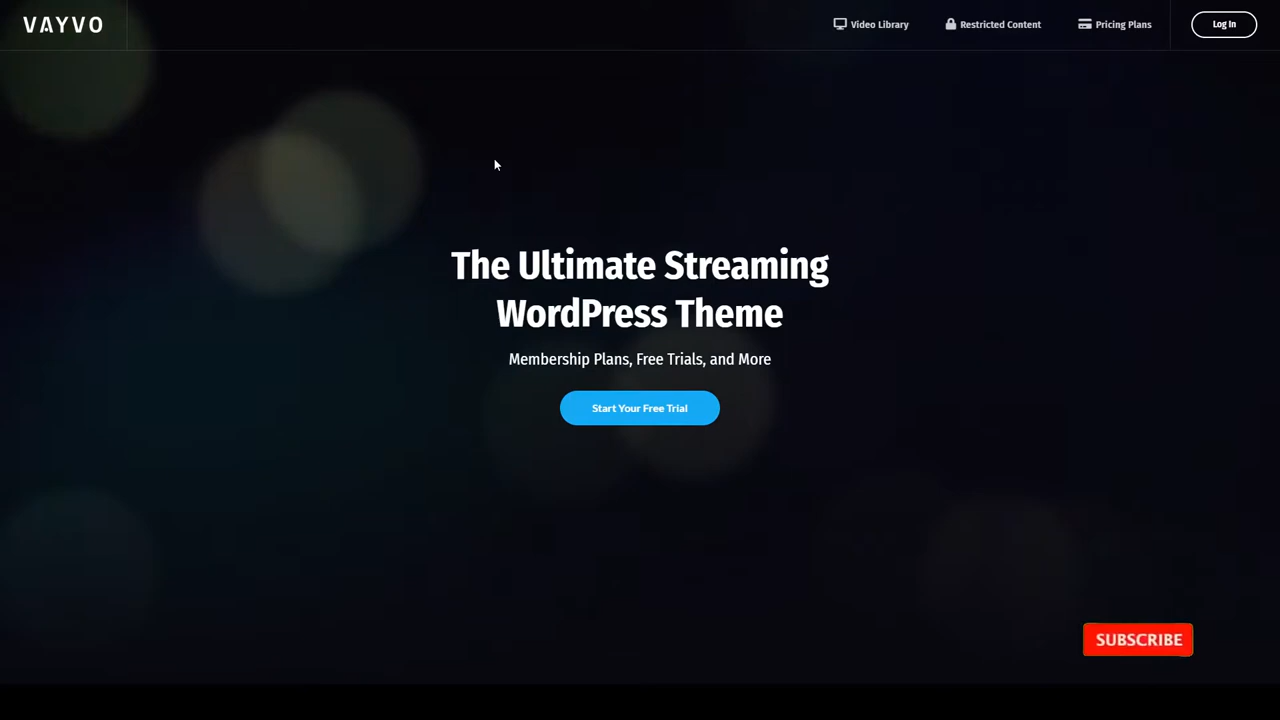 VAYVO
Video Library
Restricted Content
Pricing Plans
Log In
The Ultimate Streaming
WordPress Theme
Membership Plans, Free Trials, and More
Start Your Free Trial
SUBSCRIBE